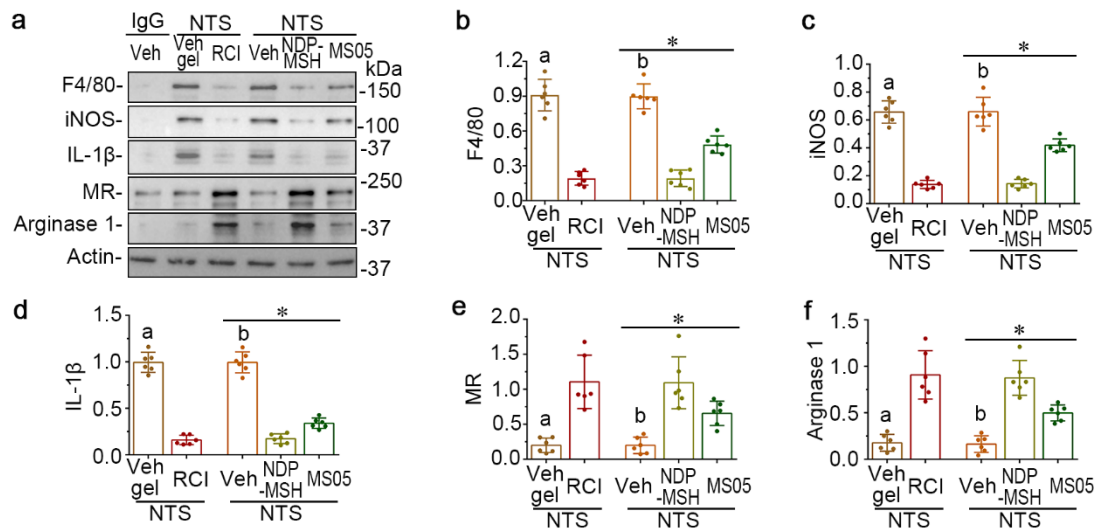 a
IgG NTS NTS
Veh Veh gel RCI Veh NDP-MSH MS05
kDa
F4/80- -150
iNOS- -100
IL-1β- -37
MR- -250
Arginase 1- -37
Actin- -37
b
*
a b
F4/80
1.2
0.9
0.6
0.3
0.0
Veh gel RCI Veh NDP-MSH MS05
NTS NTS
c
*
a b
iNOS
1.0
0.8
0.6
0.4
0.2
0.0
Veh gel RCI Veh NDP-MSH MS05
NTS NTS
d
*
a b
IL-1β
1.5
1.0
0.5
0.0
Veh gel RCI Veh NDP-MSH MS05
NTS NTS
e
*
a b
MR
2.0
1.5
1.0
0.5
0.0
Veh gel RCI Veh NDP-MSH MS05
NTS NTS
f
*
a b
Arginase 1
1.5
1.0
0.5
0.0
Veh gel RCI Veh NDP-MSH MS05
NTS NTS